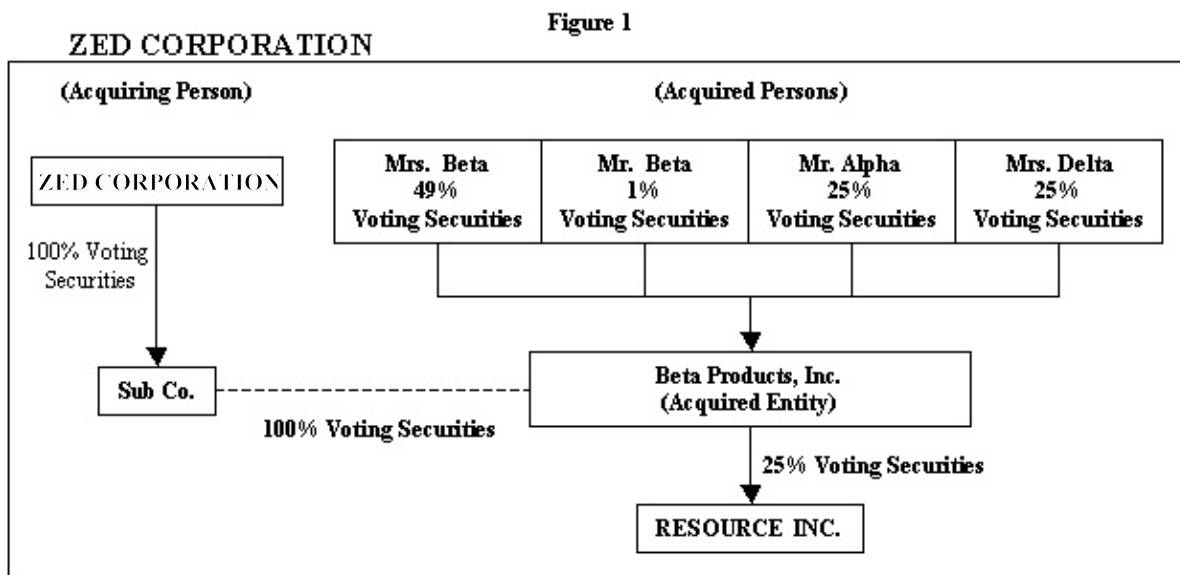 Figure 1
ZED CORPORATION
(Acquiring Person)
(Acquired Persons)
ZED CORPORATION
Mrs. Beta
49%
Voting Securities
Mr. Beta
1%
Voting Securities
Mr. Alpha
25%
Voting Securities
Mrs. Delta
25%
Voting Securities
100% Voting
Securities
Sub Co.
Beta Products, Inc.
(Acquired Entity)
100% Voting Securities
25% Voting Securities
RESOURCE INC.